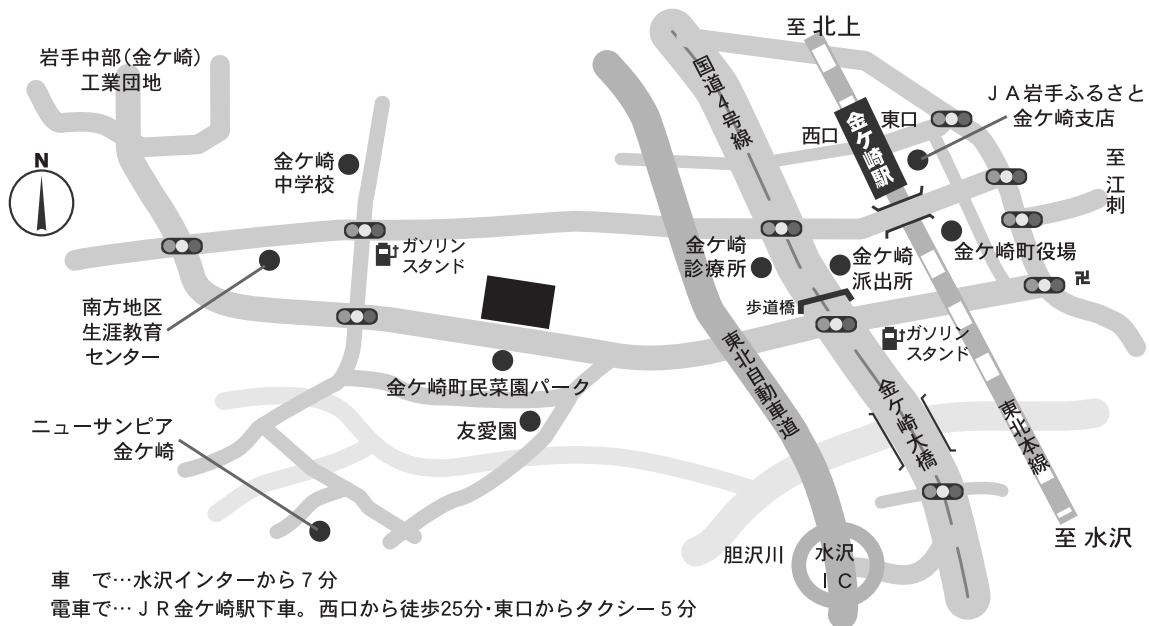 至 北上
岩手中部（金ケ崎）
工業団地
国道4号線
ＪＡ岩手ふるさと
金ケ崎支店
西口
金ケ崎駅
東口
N
金ケ崎
中学校
至
江刺
ガソリン
スタンド
金ケ崎
診療所
金ケ崎
派出所
金ケ崎町役場
卍
南方地区
生涯教育
センター
歩道橋
ガソリン
スタンド
東北自動車道
金ケ崎町民菜園パーク
金ケ崎大橋
東北本線
友愛園
ニューサンピア
金ケ崎
至 水沢
胆沢川
水沢
ＩＣ
車　で…水沢インターから７分
電車で…ＪＲ金ケ崎駅下車。西口から徒歩25分・東口からタクシー５分